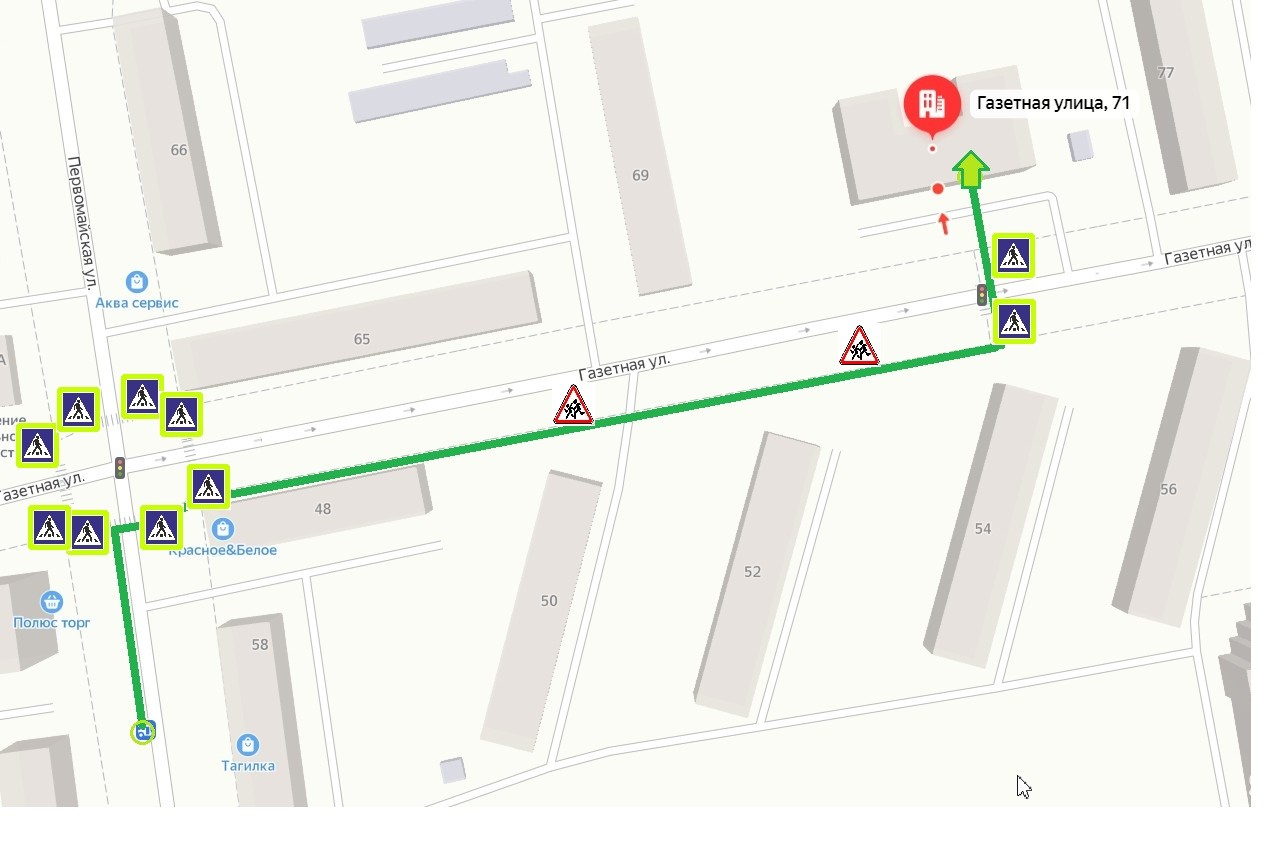 77
Газетная улица, 71
66
69
Первомайская ул.
Аква сервис
Газетная ул
65
Газетная ул.
ение
Газетная ул.
48
Красное&Белое
56
54
52
50
Полюс торг
58
Тагилка